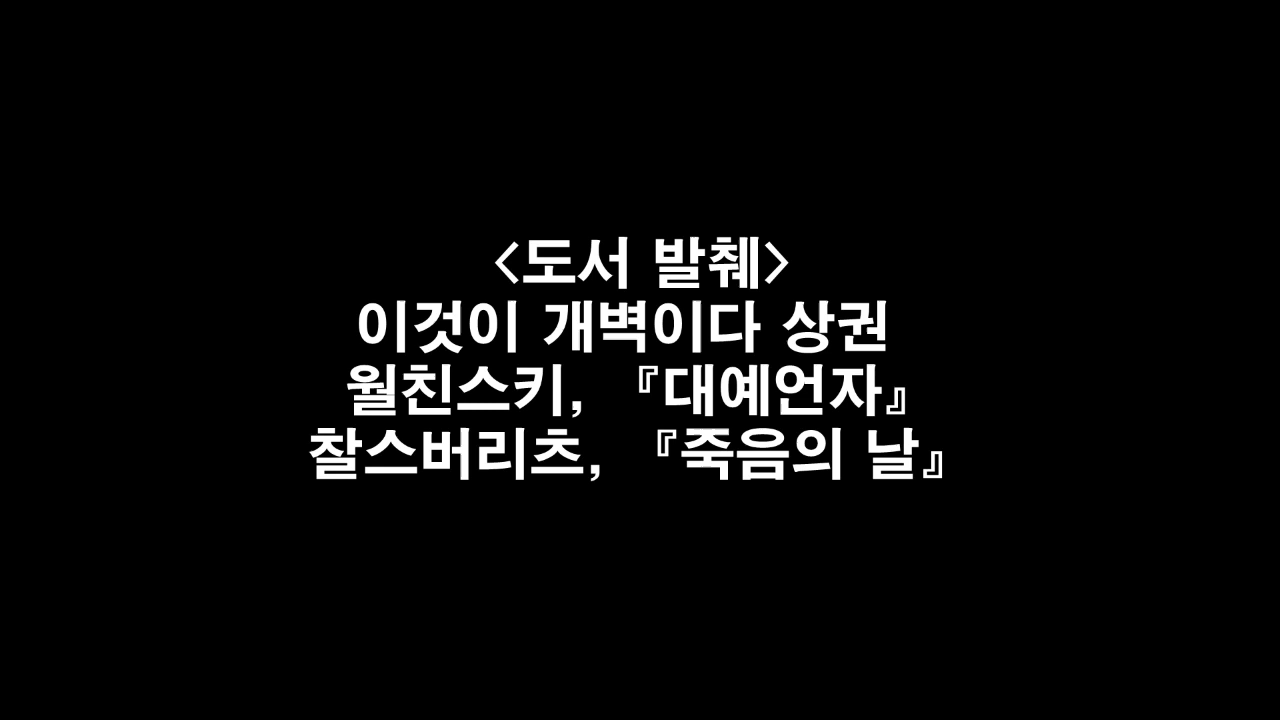 <도서 발췌>
이것이 개벽이다 상권
월친스키, 『대예언자』
찰스버리츠, 『죽음의 날』